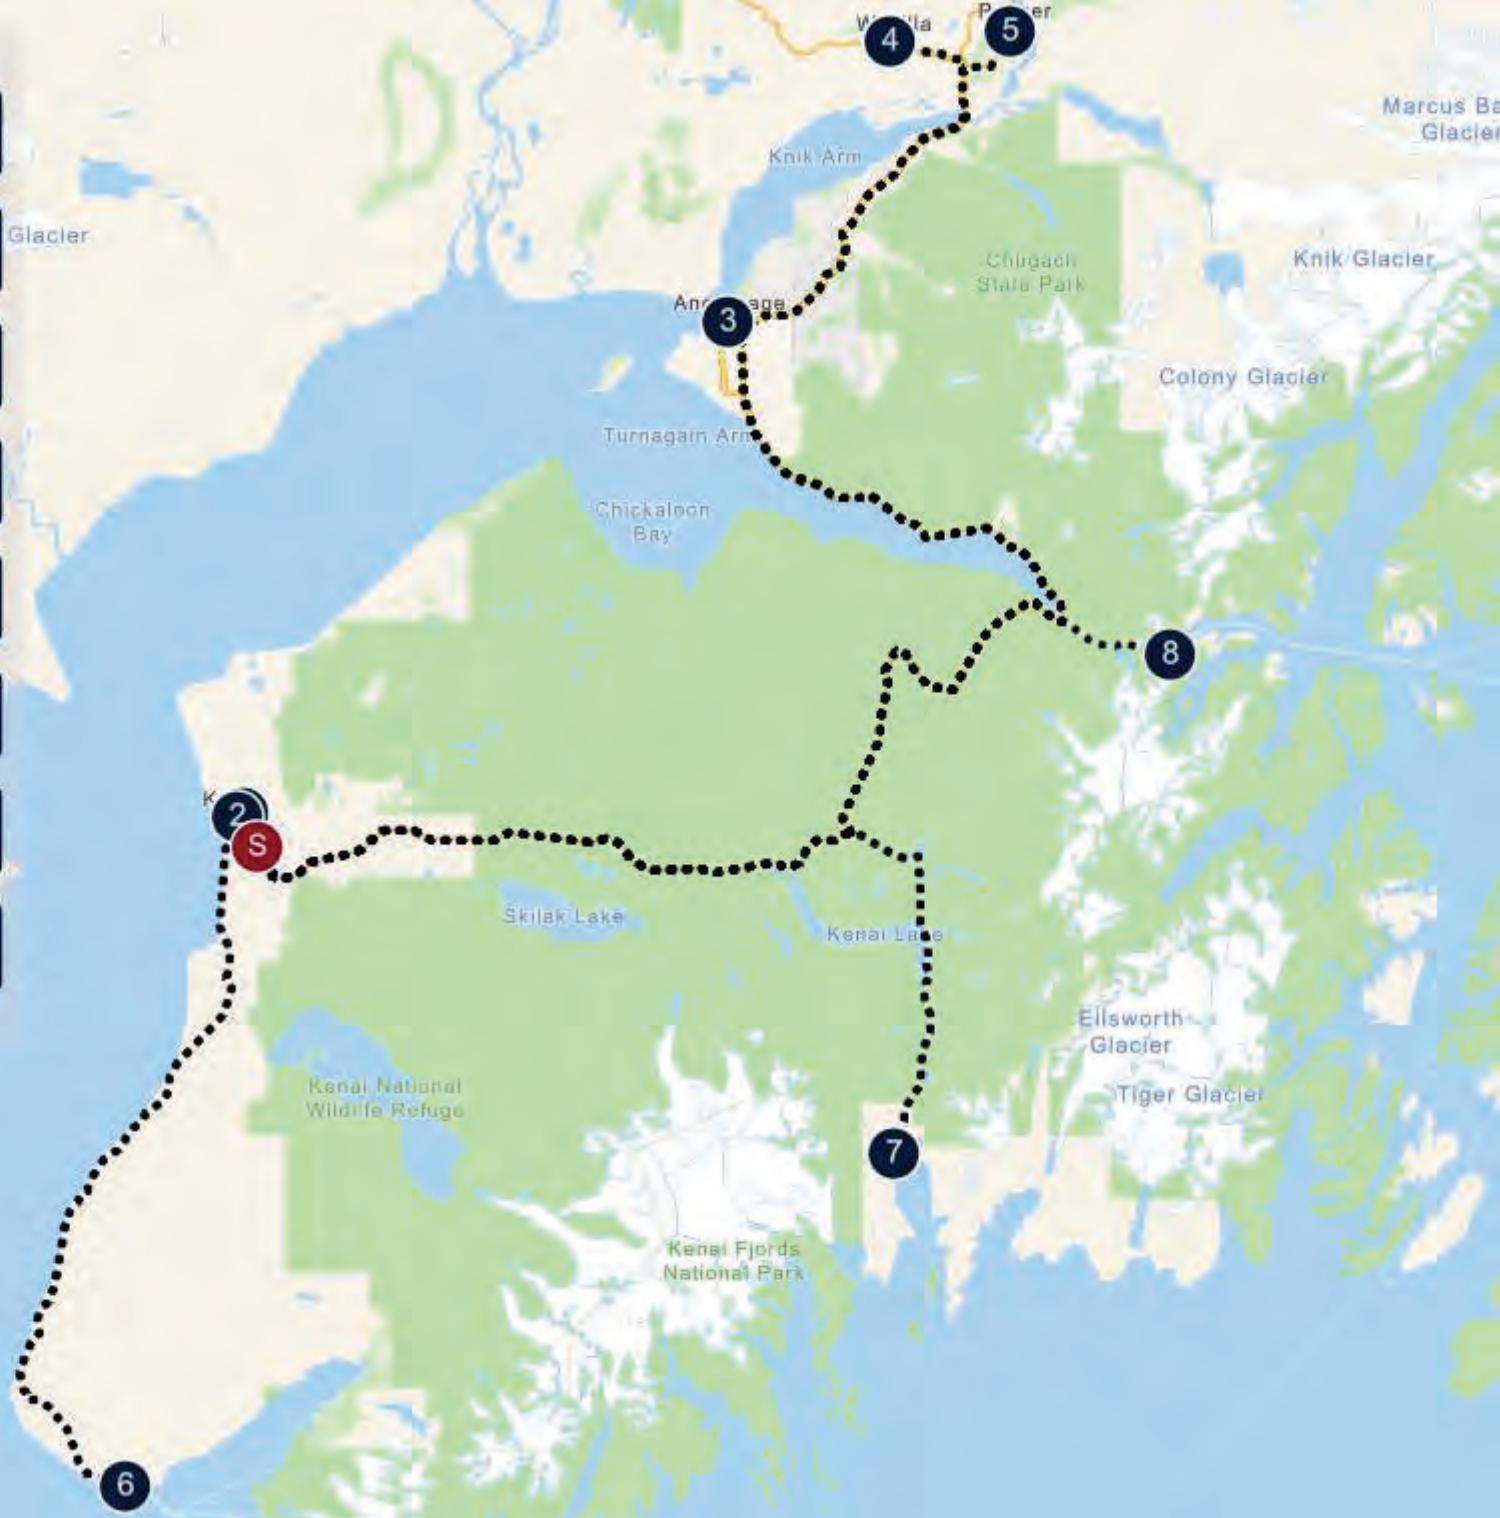 4
5
Marcus Ba
Glacier
Knik Arm
Glacier
Chugach
State Park
Knik Glacier
3
Colony Glacier
Turnagain Arm
Chickaloon
Bay
8
K
2
S
Skilak Lake
Kenai Lake
Ellsworth
Glacier
Kenai National
Wildlife Refuge
Tiger Glacier
7
Kenai Fjords
National Park
6